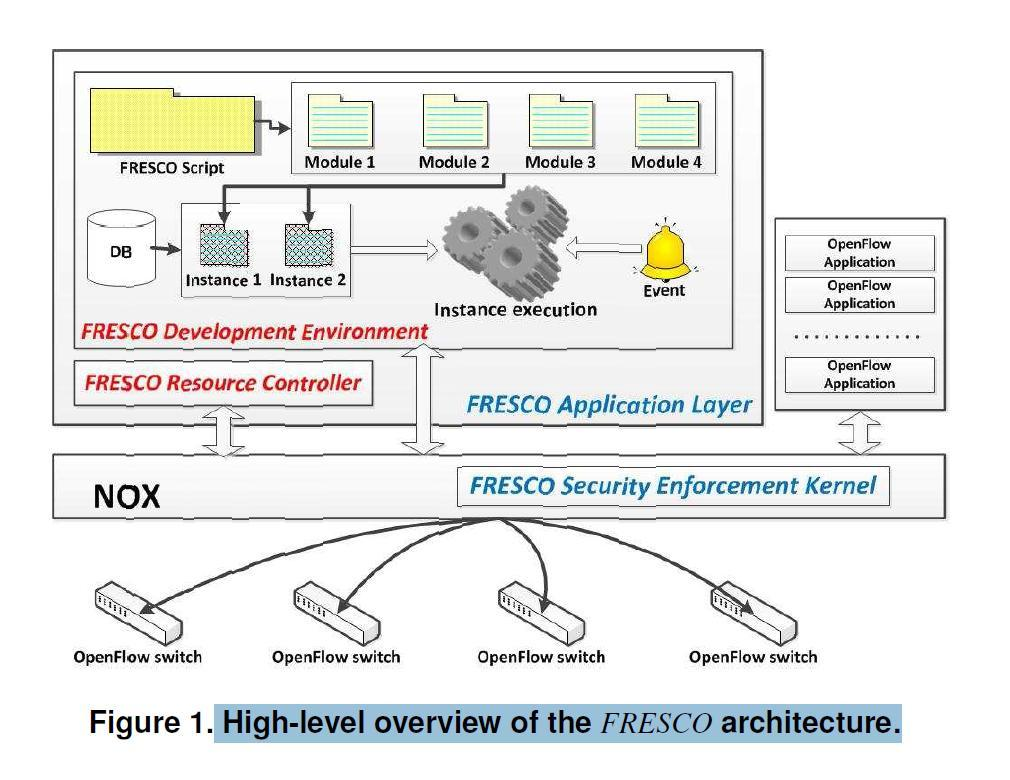 FRESCO Script
Module 1
Module 2
Module 3
Module 4
DB
Instance 1
Instance 2
Instance execution
Event
FRESCO Development Environment
FRESCO Resource Controller
FRESCO Application Layer
OpenFlow
Application
OpenFlow
Application
.............
OpenFlow
Application
NOX
FRESCO Security Enforcement Kernel
OpenFlow switch
OpenFlow switch
OpenFlow switch
OpenFlow switch
Figure 1. High-level overview of the FRESCO architecture.